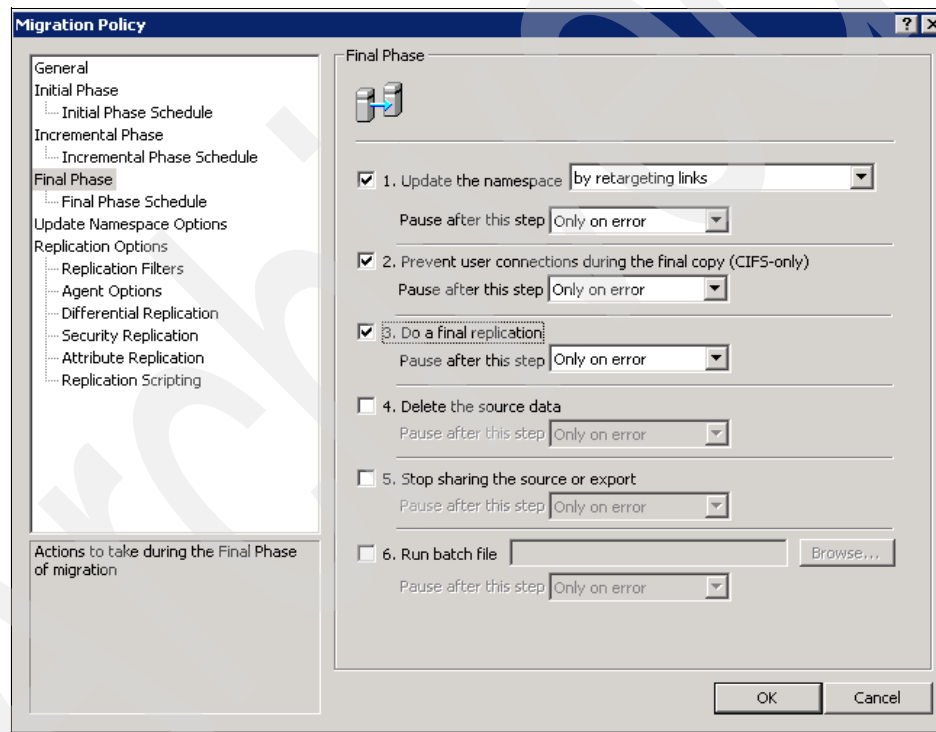 Migration Policy
General
Initial Phase
Initial Phase Schedule
Incremental Phase
Incremental Phase Schedule
Final Phase
Final Phase Schedule
Update Namespace Options
Replication Options
Replication Filters
Agent Options
Differential Replication
Security Replication
Attribute Replication
Replication Scripting
Actions to take during the Final Phase
of migration
Final Phase
1. Update the namespace by retargeting links
Pause after this step Only on error
2. Prevent user connections during the final copy (CIFS-only)
Pause after this step Only on error
3. Do a final replication
Pause after this step Only on error
4. Delete the source data
Pause after this step Only on error
5. Stop sharing the source or export
Pause after this step Only on error
6. Run batch file Browse...
Pause after this step Only on error
OK Cancel